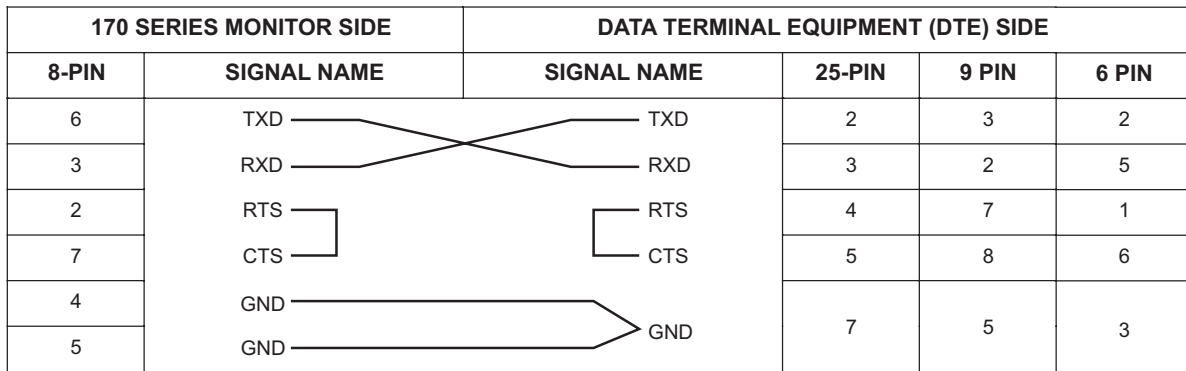 170 SERIES MONITOR SIDE DATA TERMINAL EQUIPMENT (DTE) SIDE
8-PIN SIGNAL NAME SIGNAL NAME 25-PIN 9 PIN 6 PIN
6 TXD TXD 2 3 2
3 RXD RXD 3 2 5
2 RTS RTS 4 7 1
7 CTS CTS 5 8 6
4 GND
GND 7 5 3
5 GND